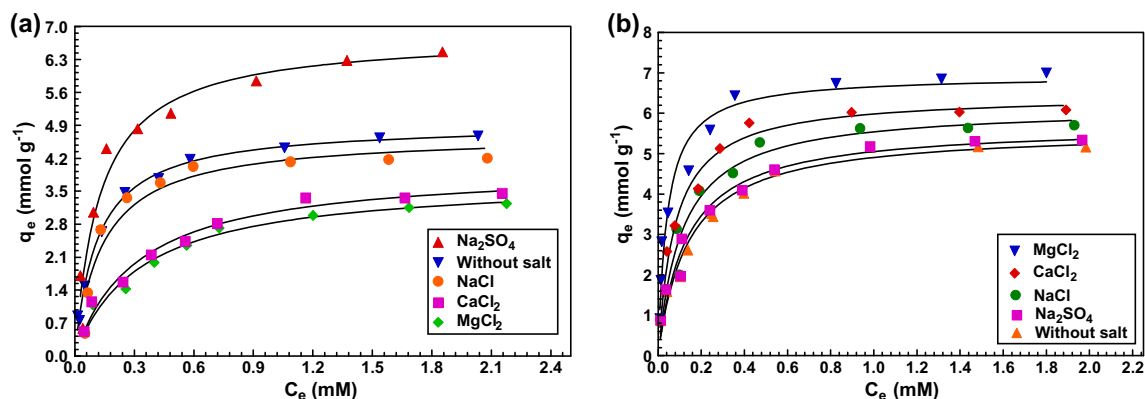 (a)
qe (mmol g-1)
7.0
6.3
5.6
4.9
4.2
3.5
2.8
2.1
1.4
0.7
0.0
Na2SO4
Without salt
NaCl
CaCl2
MgCl2
0.0 0.3 0.6 0.9 1.2 1.5 1.8 2.1 2.4
Ce (mM)
(b)
qe (mmol g-1)
8
7
6
5
4
3
2
1
0
MgCl2
CaCl2
NaCl
Na2SO4
Without salt
0.0 0.2 0.4 0.6 0.8 1.0 1.2 1.4 1.6 1.8 2.0 2.2
Ce (mM)